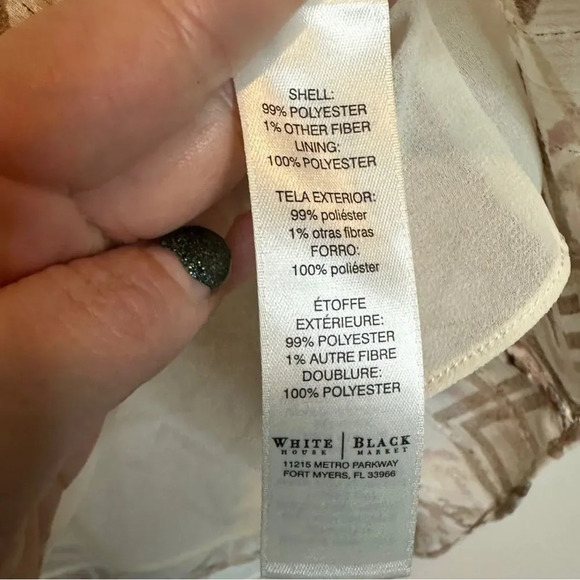 SHELL:
99% POLYESTER
1% OTHER FIBER
LINING:
100% POLYESTER
TELA EXTERIOR:
99% poliéster
1% otras fibras
FORRO:
100% poliéster
ÉTOFFE
EXTÉRIEURE:
99% POLYESTER
1% AUTRE FIBRE
DOUBLURE:
100% POLYESTER
WHITE | BLACK
HOUSE MARKET
11215 METRO PARKWAY
FORT MYERS, FL 33966